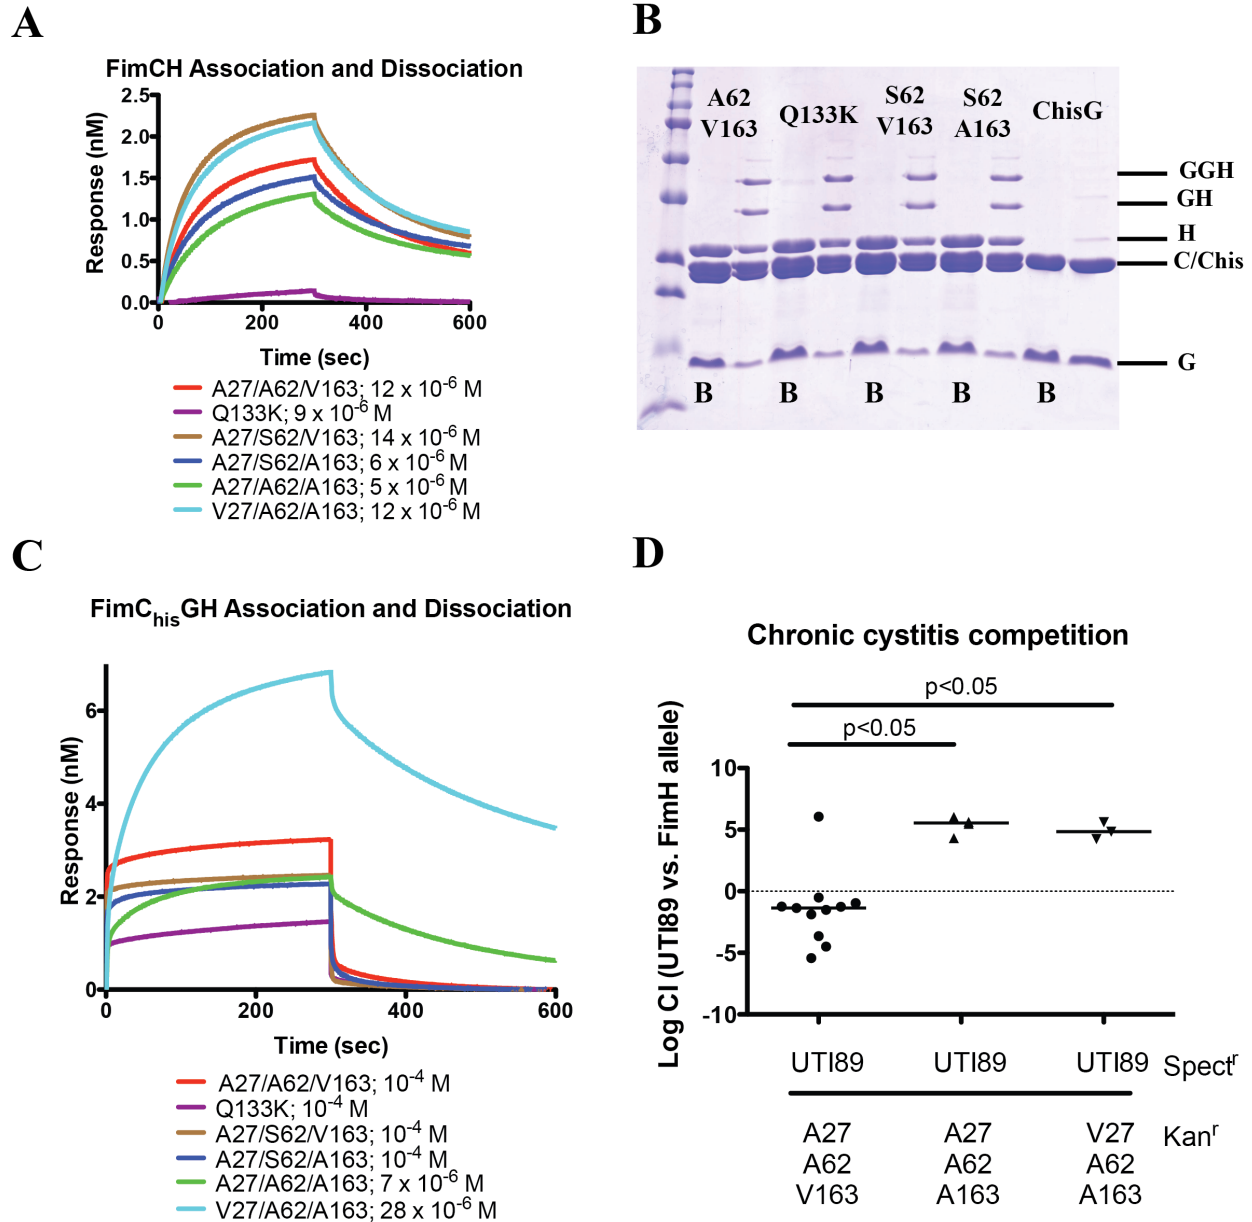 A
FimCH Association and Dissociation
Response (nM)
2.5
2.0
1.5
1.0
0.5
0.0
0
200
400
600
Time (sec)
A27/A62/V163; 12 x 10-6 M
Q133K; 9 x 10-6 M
A27/S62/V163; 14 x 10-6 M
A27/S62/A163; 6 x 10-6 M
A27/A62/A163; 5 x 10-6 M
V27/A62/A163; 12 x 10-6 M
B
A62
V163
Q133K
S62
V163
S62
A163
ChisG
GGH
GH
H
C/Chis
G
B
B
B
B
B
C
FimChisGH Association and Dissociation
Response (nM)
6
4
2
0
0
200
400
600
Time (sec)
A27/A62/V163; 10-4 M
Q133K; 10-4 M
A27/S62/V163; 10-4 M
A27/S62/A163; 10-4 M
A27/A62/A163; 7 x 10-6 M
V27/A62/A163; 28 x 10-6 M
D
Chronic cystitis competition
p<0.05
p<0.05
Log CI (UTI89 vs. FimH allele)
10
5
0
-5
-10
UTI89
UTI89
UTI89
Spectr
A27
A62
V163
A27
A62
A163
V27
A62
A163
Kanr